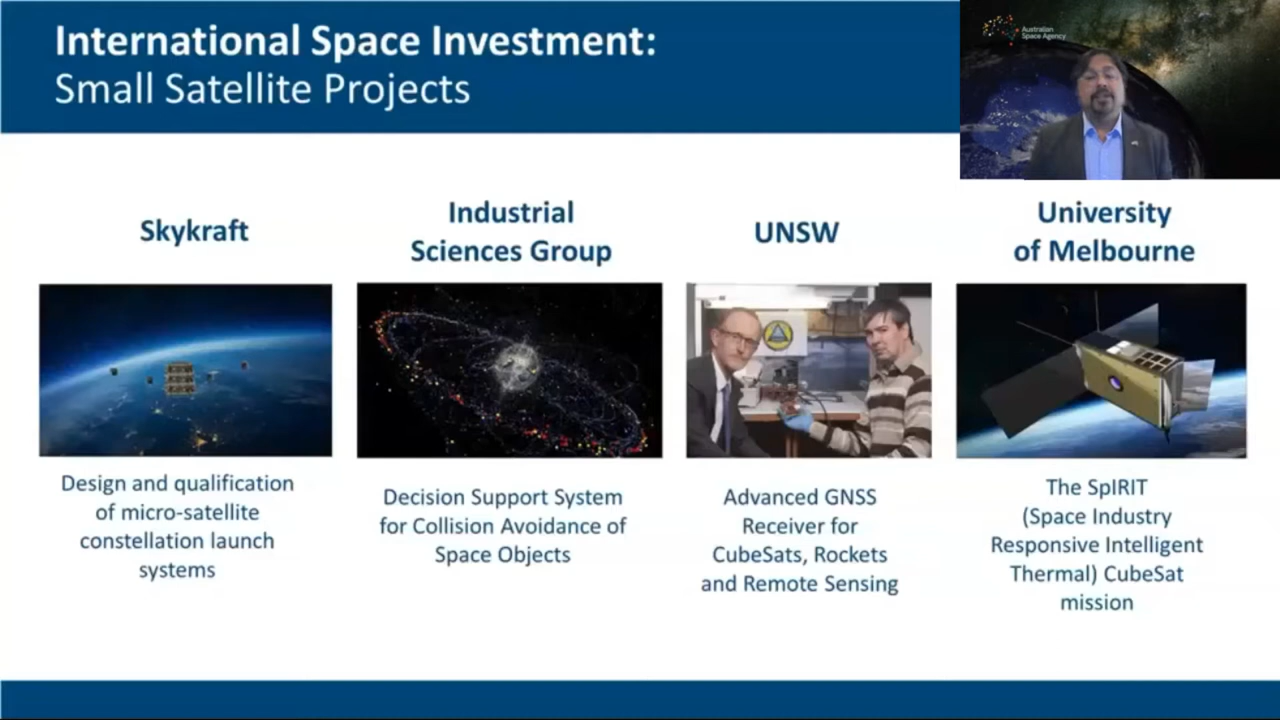 International Space Investment:
Small Satellite Projects
Australian
Space Agency
Skykraft
Design and qualification
of micro-satellite
constellation launch
systems
Industrial
Sciences Group
Decision Support System
for Collision Avoidance of
Space Objects
UNSW
Advanced GNSS
Receiver for
CubeSats, Rockets
and Remote Sensing
University
of Melbourne
The SpIRIT
(Space Industry
Responsive Intelligent
Thermal) CubeSat
mission